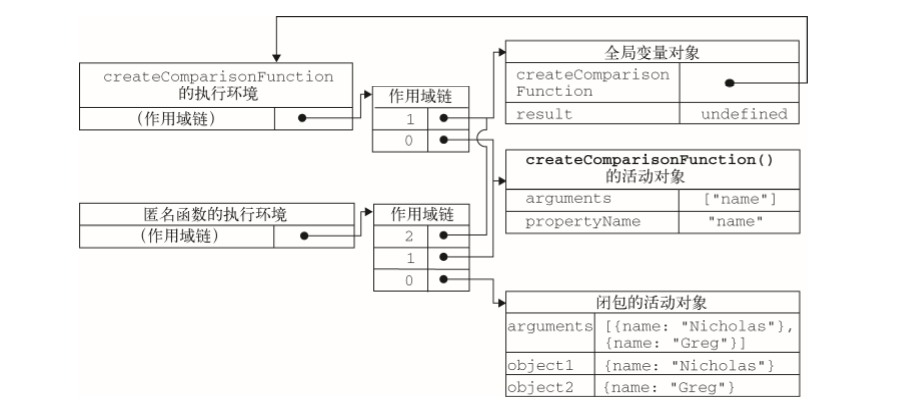 createComparisonFunction
的执行环境
(作用域链)
作用域链
1
0
全局变量对象
createComparison
Function
result undefined
createComparisonFunction()
的活动对象
arguments ["name"]
propertyName "name"
匿名函数的执行环境
(作用域链)
作用域链
2
1
0
闭包的活动对象
arguments [{name: "Nicholas"},
{name: "Greg"}]
object1 {name: "Nicholas"}
object2 {name: "Greg"}